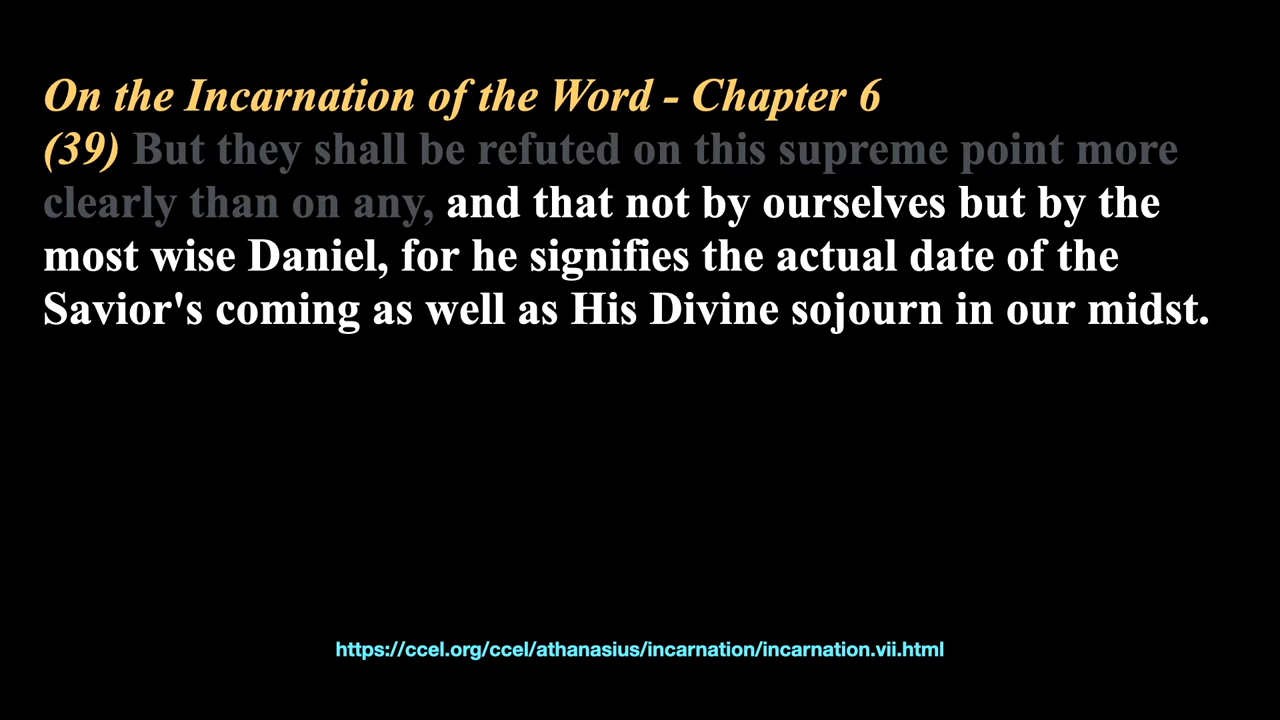 On the Incarnation of the Word - Chapter 6
(39) But they shall be refuted on this supreme point more
clearly than on any, and that not by ourselves but by the
most wise Daniel, for he signifies the actual date of the
Savior's coming as well as His Divine sojourn in our midst.
https://ccel.org/ccel/athanasius/incarnation/incarnation.vii.html